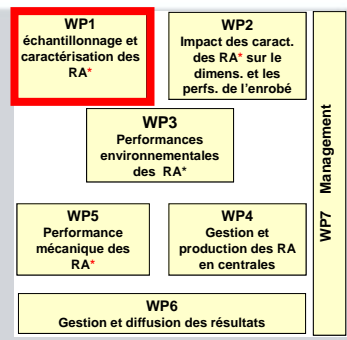 WP1
échantillonnage et
caractérisation des
RA*
WP2
Impact des caract.
des RA* sur le
dimens. et les
perfs. de l'enrobé
WP3
Performances
environnementales
des RA*
WP5
Performance
mécanique des
RA*
WP4
Gestion et
production des RA
en centrales
WP6
Gestion et diffusion des résultats
WP7 Management